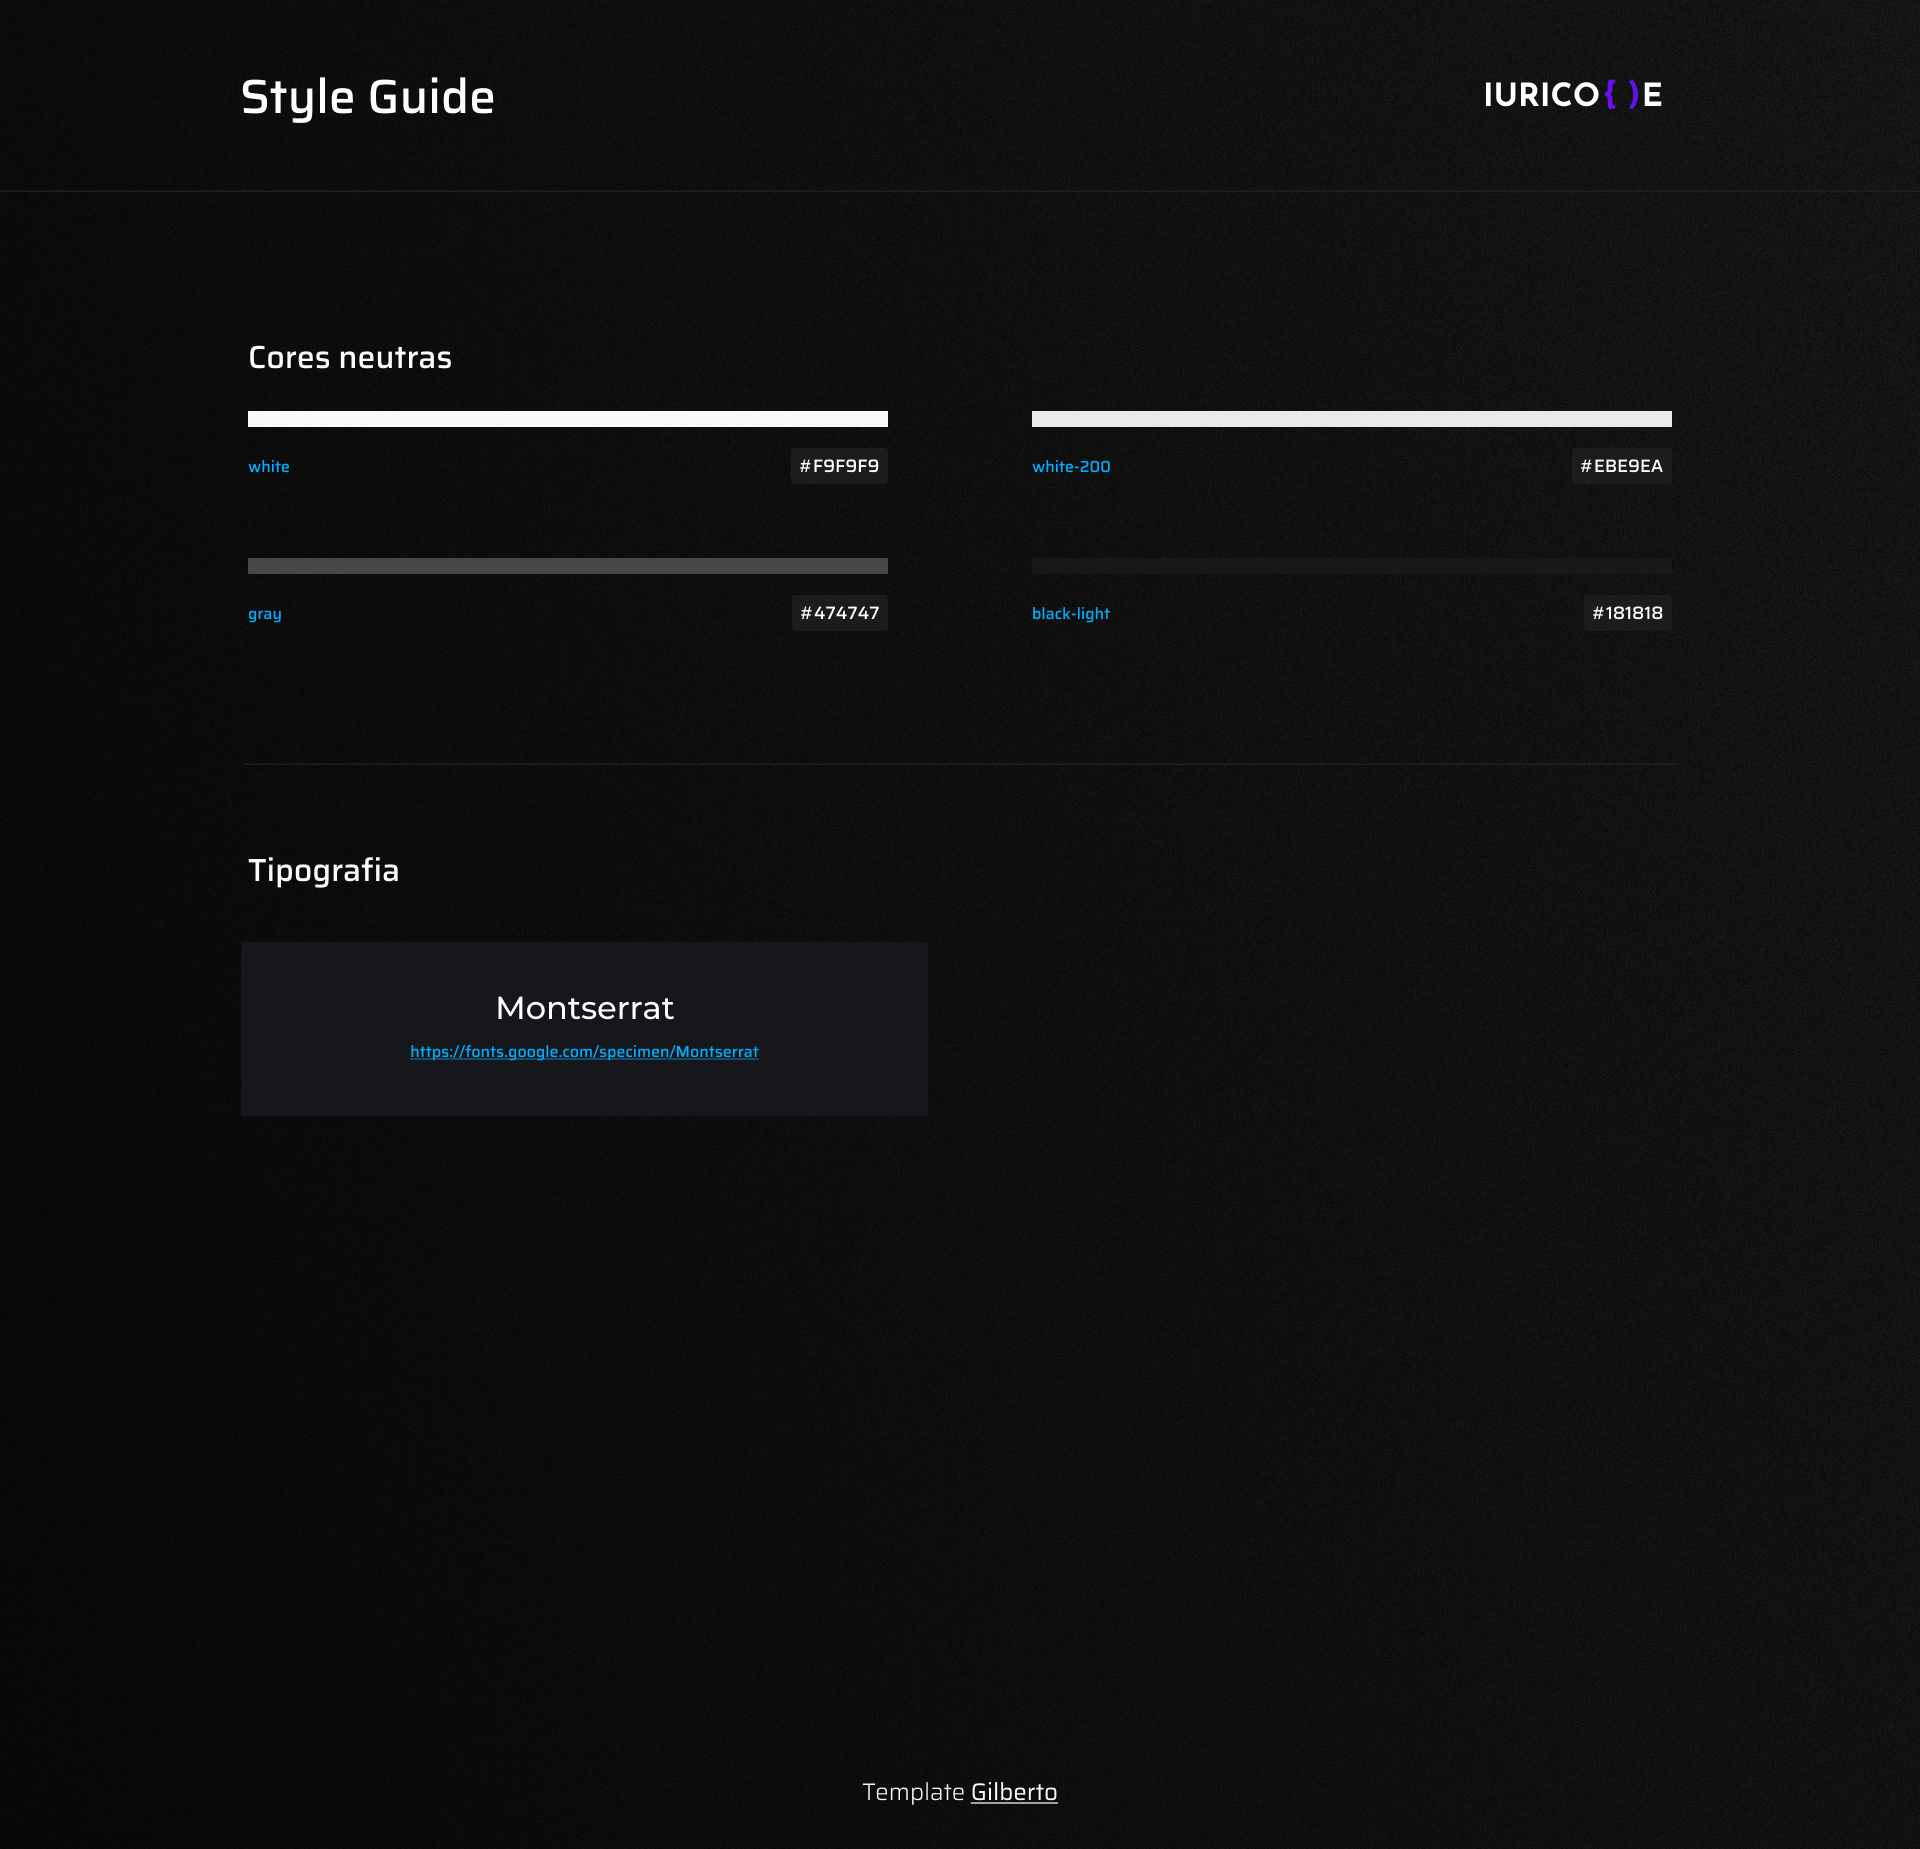 Style Guide
IURICO{ )E
Cores neutras
white
#F9F9F9
white-200
#EBE9EA
gray
#474747
black-light
#181818
Tipografia
Montserrat
https://fonts.google.com/specimen/Montserrat
Template Gilberto